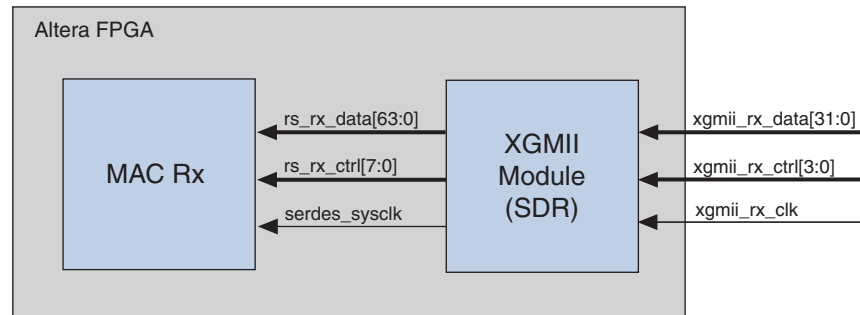 Altera FPGA
rs_rx_data[63:0]
xgmii_rx_data[31:0]
MAC Rx
rs_rx_ctrl[7:0]
XGMII
Module
(SDR)
xgmii_rx_ctrl[3:0]
serdes_sysclk
xgmii_rx_clk